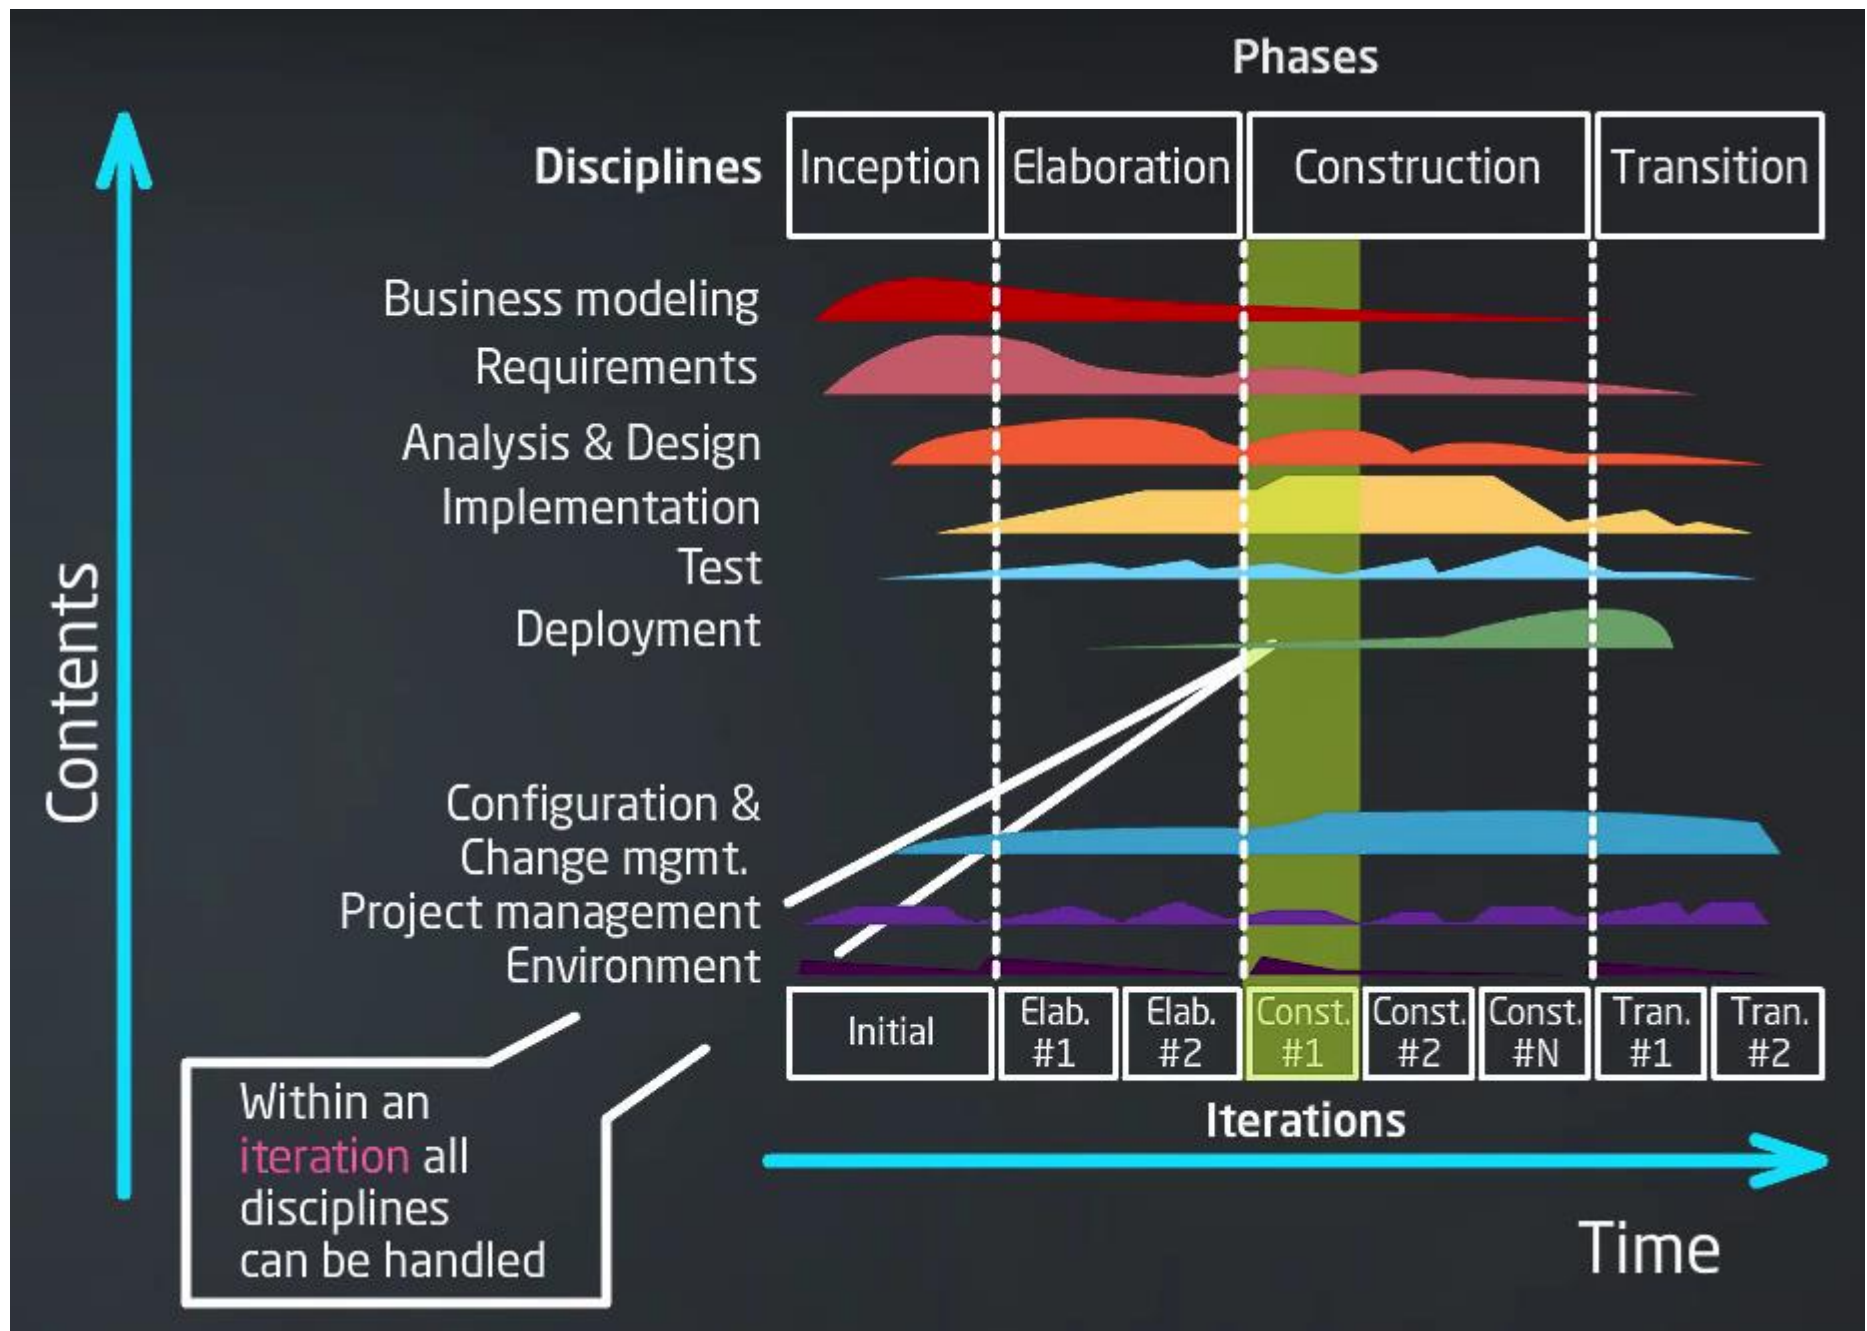 Phases
Disciplines
Inception
Elaboration
Construction
Transition
Business modeling
Requirements
Analysis & Design
Implementation
Test
Deployment
Configuration &
Change mgmt.
Project management
Environment
Contents
Initial
Elab.
#1
Elab.
#2
Const.
#1
Const.
#2
Const.
#N
Tran.
#1
Tran.
#2
Iterations
Time
Within an
iteration all
disciplines
can be handled